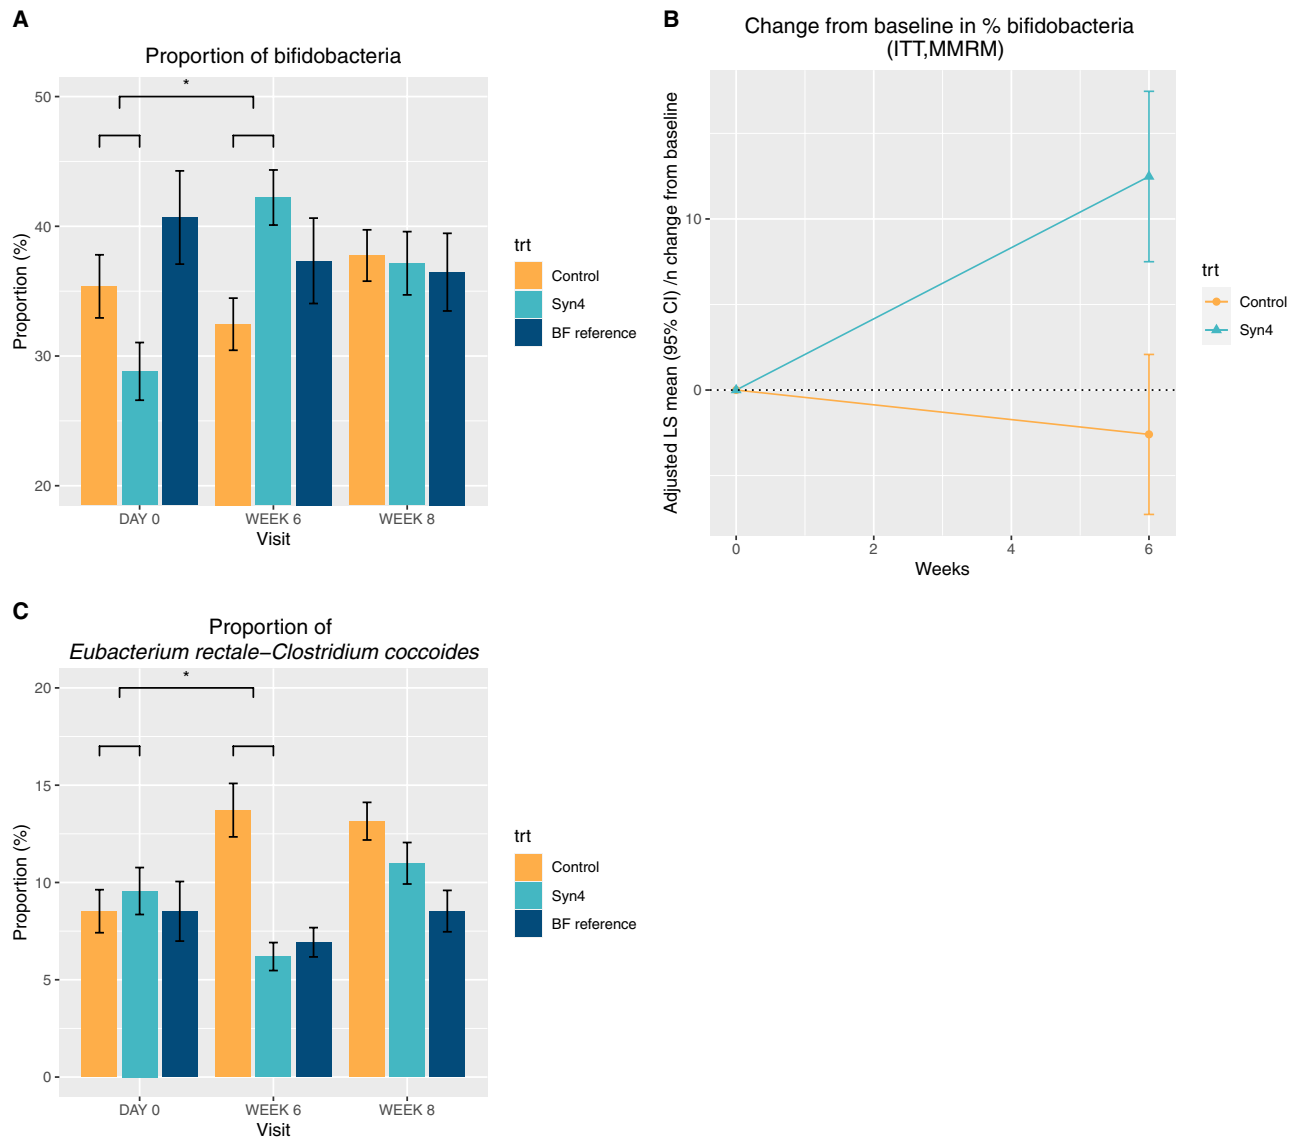 A
Proportion of bifidobacteria
*
50
40
30
20
Proportion (%)
DAY 0
WEEK 6
WEEK 8
Visit
trt
Control
Syn4
BF reference
B
Change from baseline in % bifidobacteria
(ITT,MMRM)
Adjusted LS mean (95% CI) /n change from baseline
10
0
0
2
4
6
Weeks
trt
Control
Syn4
C
Proportion of
Eubacterium rectale−Clostridium coccoides
*
20
15
10
5
0
Proportion (%)
DAY 0
WEEK 6
WEEK 8
Visit
trt
Control
Syn4
BF reference